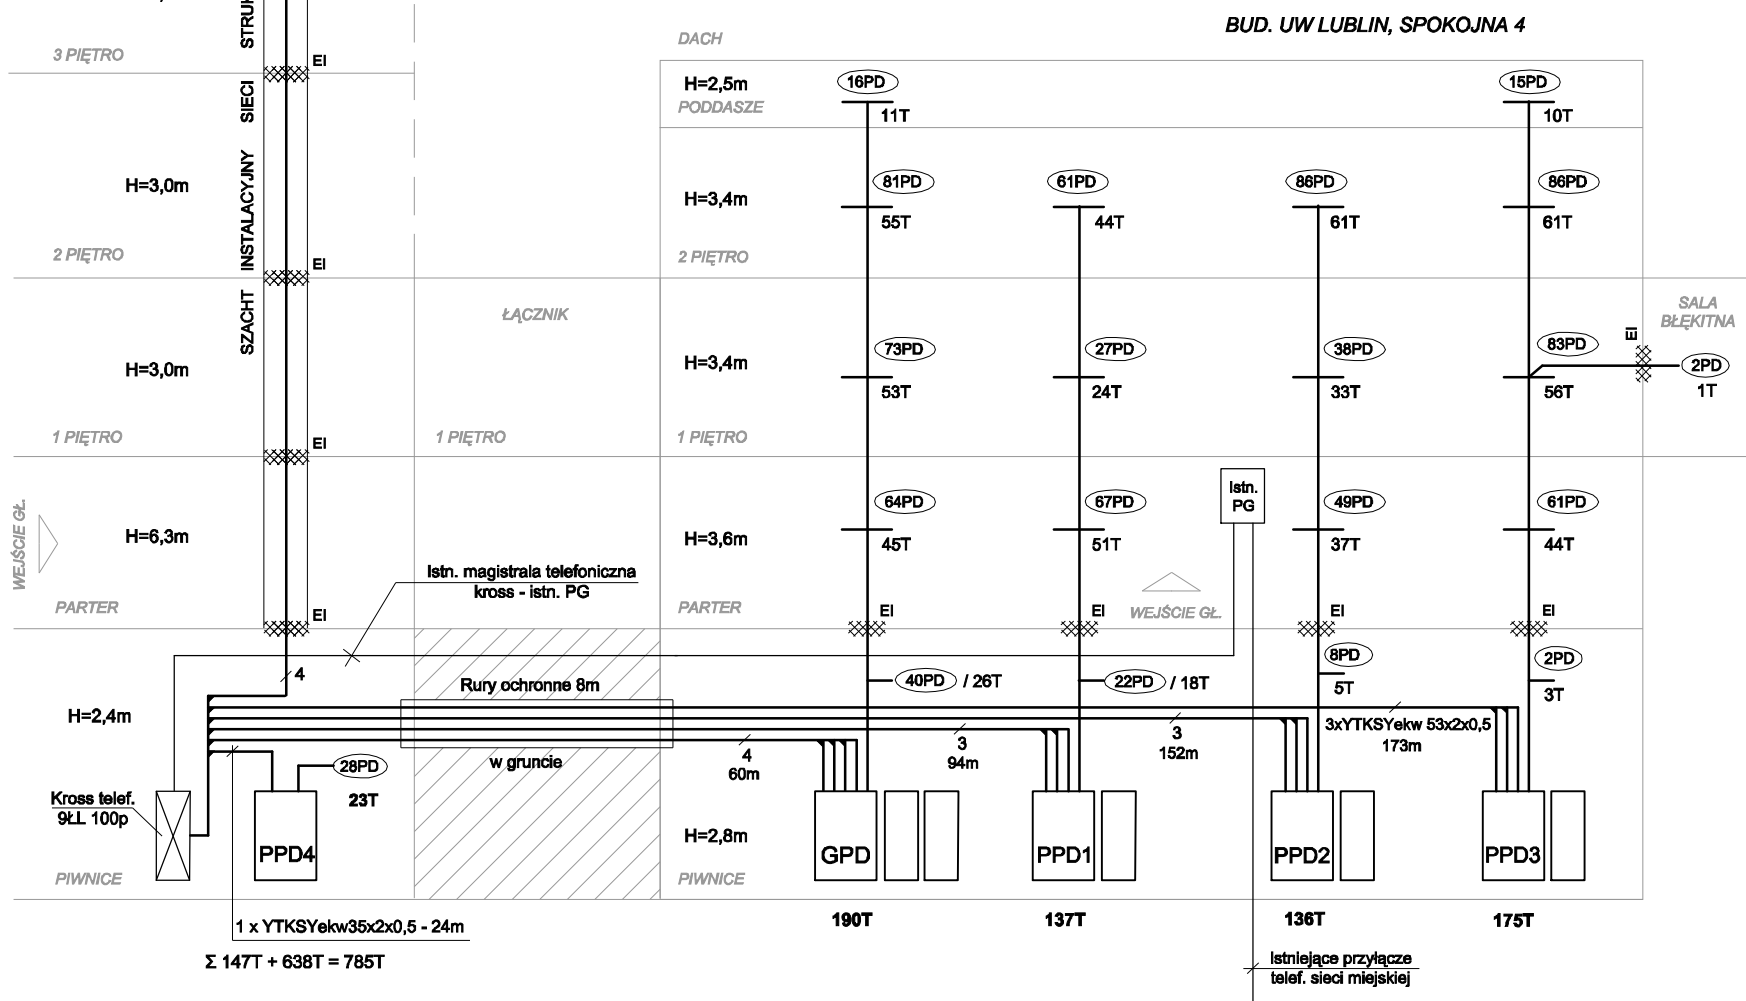 BUD. UW LUBLIN, SPOKOJNA 4
3 PIĘTRO
EI
DACH
H=2,5m
PODDASZE
16PD
11T
15PD
10T
SZACHT INSTALACYJNY SIECI
H=3,0m
2 PIĘTRO
EI
H=3,4m
2 PIĘTRO
81PD
55T
61PD
44T
86PD
61T
86PD
61T
ŁĄCZNIK
H=3,0m
1 PIĘTRO
EI
1 PIĘTRO
H=3,4m
1 PIĘTRO
73PD
53T
27PD
24T
38PD
33T
83PD
56T
EI
SALA
BŁĘKITNA
2PD
1T
WEJŚCIE GŁ.
H=6,3m
PARTER
EI
Istn. magistrala telefoniczna
kross - istn. PG
H=3,6m
PARTER
64PD
45T
67PD
51T
Istn.
PG
WEJŚCIE GŁ.
49PD
37T
61PD
44T
EI
EI
EI
EI
4
H=2,4m
Rury ochronne 8m
w gruncie
40PD / 26T
22PD / 18T
8PD
5T
2PD
3T
4
60m
3
94m
3
152m
3xYTKSYekw 53x2x0,5
173m
28PD
23T
Kross telef.
9ŁL 100p
PPD4
PIWNICE
H=2,8m
PIWNICE
GPD
PPD1
PPD2
PPD3
190T
137T
136T
175T
1 x YTKSYekw35x2x0,5 - 24m
Σ 147T + 638T = 785T
Istniejące przyłącze
telef. sieci miejskiej